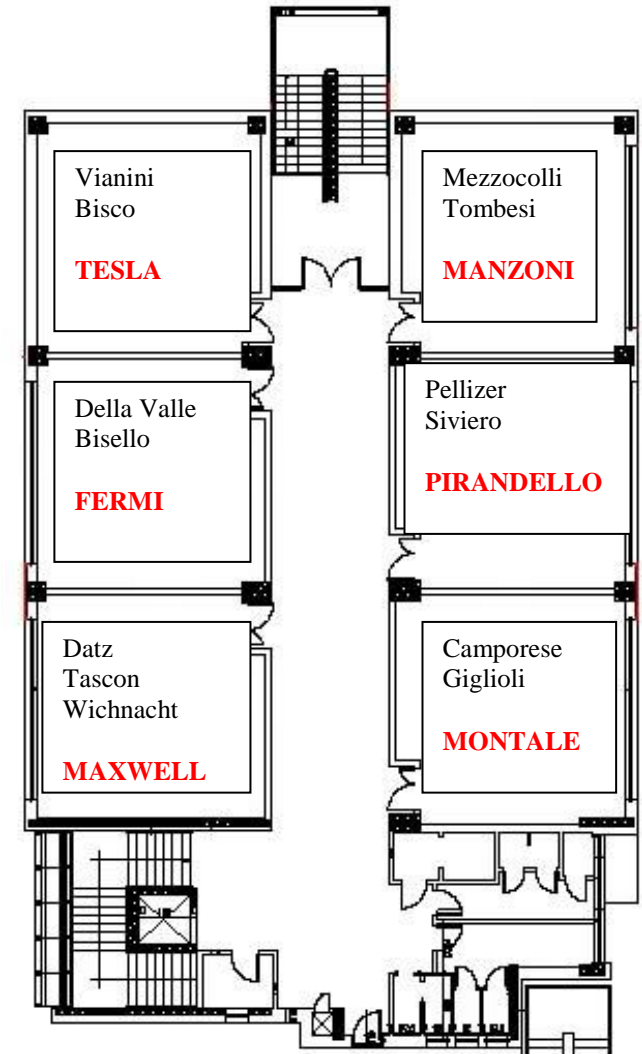 Vianini
Bisco
TESLA
Mezzocolli
Tombesi
MANZONI
Della Valle
Bisello
FERMI
Pellizer
Siviero
PIRANDELLO
Datz
Tascon
Wichnacht
MAXWELL
Camporese
Giglioli
MONTALE